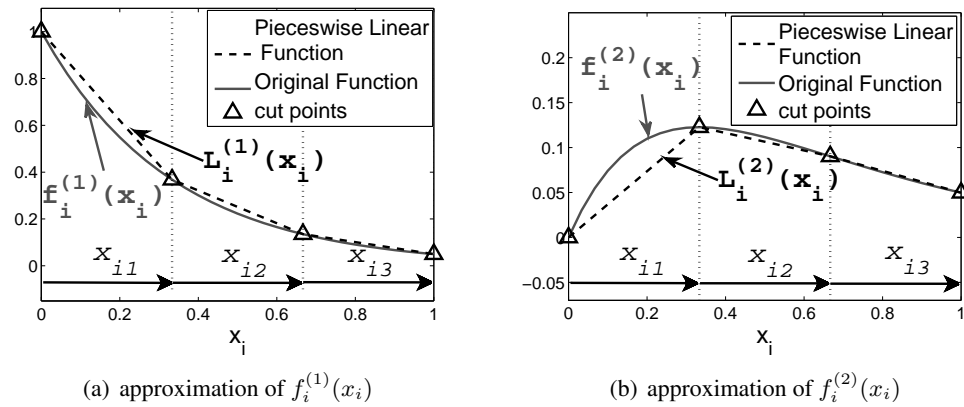 Pieceswise Linear
Function
Original Function
cut points
1
0.8
0.6
0.4
0.2
0
f_i^(1)(x_i)
L_i^(1)(x_i)
x_i1
x_i2
x_i3
0
0.2
0.4
0.6
0.8
1
x_i
(a) approximation of f_i^(1)(x_i)
Pieceswise Linear
Function
Original Function
cut points
0.2
0.15
0.1
0.05
0
−0.05
f_i^(2)(x_i)
L_i^(2)(x_i)
x_i1
x_i2
x_i3
0
0.2
0.4
0.6
0.8
1
x_i
(b) approximation of f_i^(2)(x_i)